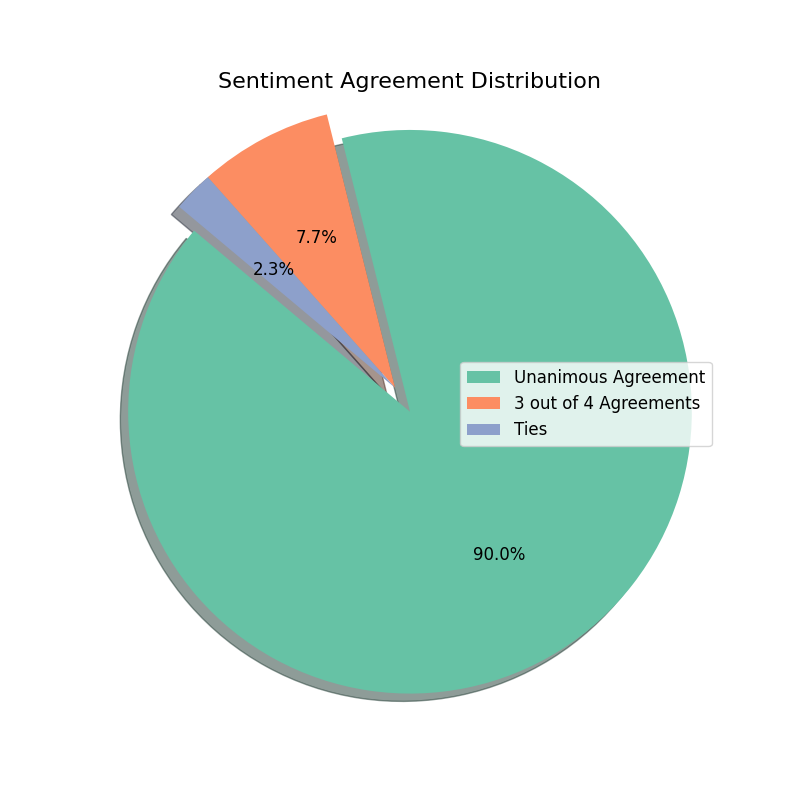 Sentiment Agreement Distribution
7.7%
2.3%
Unanimous Agreement
3 out of 4 Agreements
Ties
90.0%